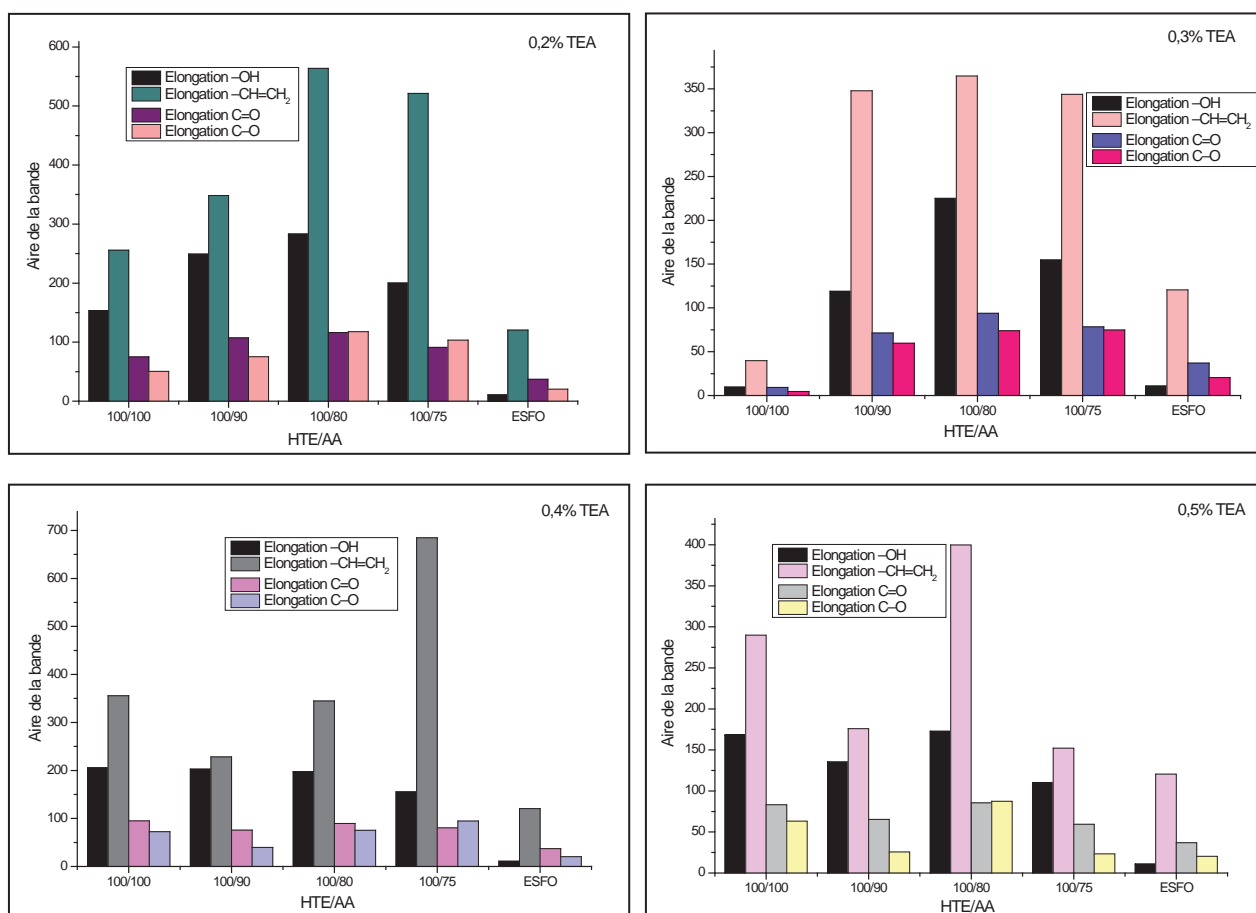 0,2% TEA
600
500
400
300
200
100
0
Aire de la bande
Elongation –OH
Elongation –CH=CH₂
Elongation C=O
Elongation C–O
100/100 100/90 100/80 100/75 ESFO
HTE/AA
0,3% TEA
350
300
250
200
150
100
50
0
Aire de la bande
Elongation –OH
Elongation –CH=CH₂
Elongation C=O
Elongation C–O
100/100 100/90 100/80 100/75 ESFO
HTE/AA
0,4% TEA
700
600
500
400
300
200
100
0
Aire de la bande
Elongation –OH
Elongation –CH=CH₂
Elongation C=O
Elongation C–O
100/100 100/90 100/80 100/75 ESFO
HTE/AA
0,5% TEA
400
350
300
250
200
150
100
50
0
Aire de la bande
Elongation –OH
Elongation –CH=CH₂
Elongation C=O
Elongation C–O
100/100 100/90 100/80 100/75 ESFO
HTE/AA